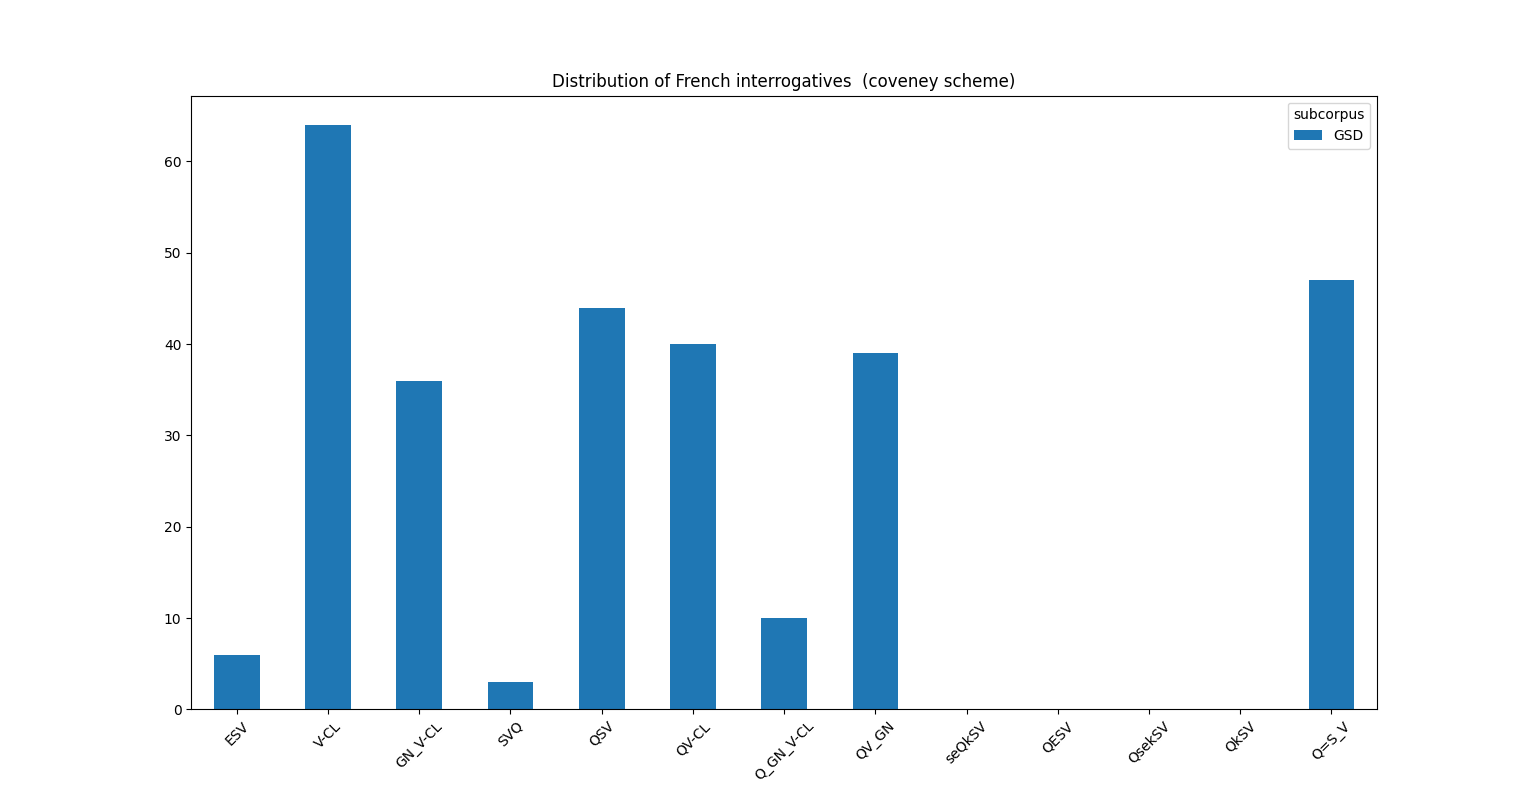 Distribution of French interrogatives  (coveney scheme)
subcorpus
GSD
60
50
40
30
20
10
0
ESV
V-CL
GN_V-CL
SVQ
QSV
QV-CL
Q_GN_V-CL
QV_GN
seQkSV
QESV
QsekSV
QkSV
Q=S_V